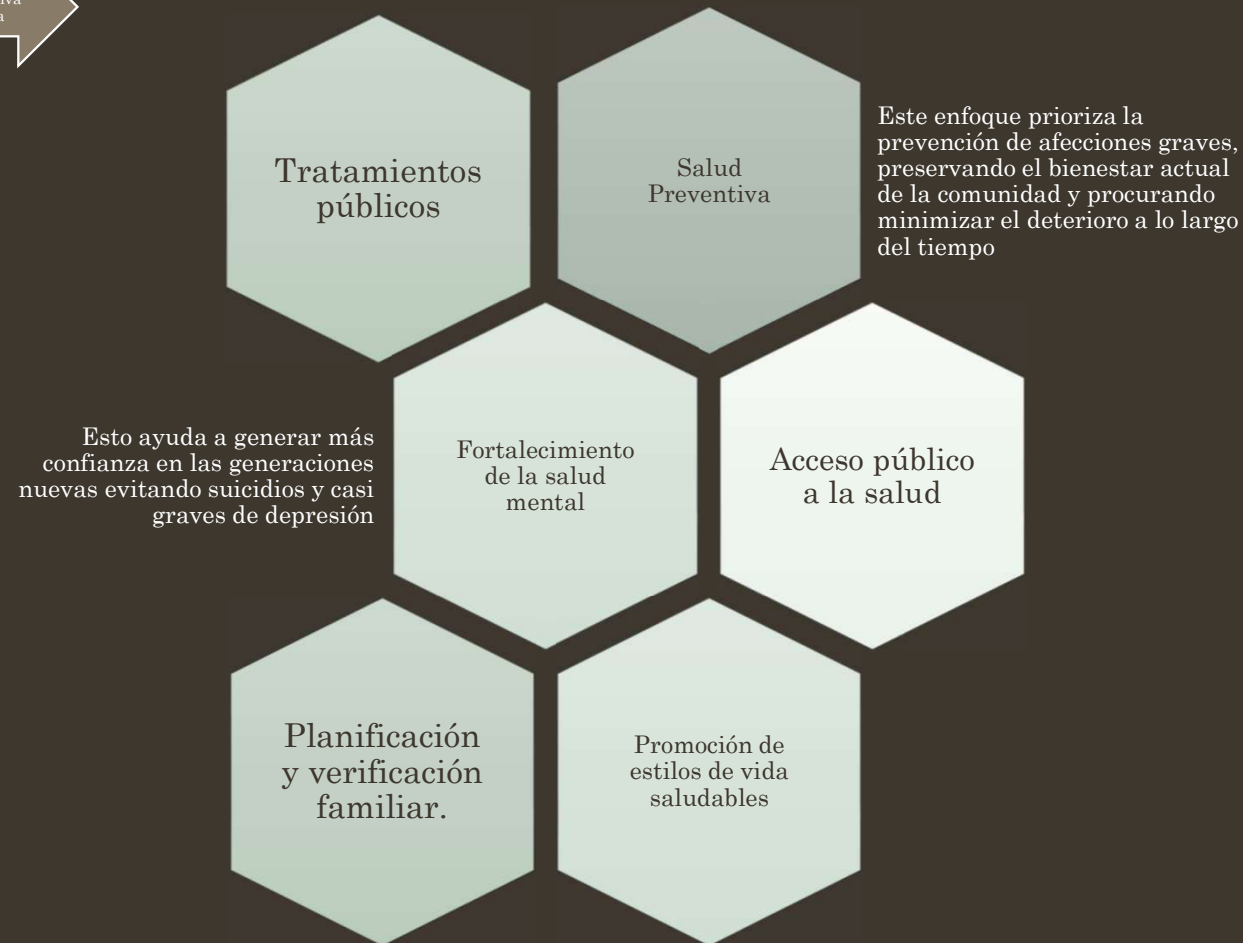 Tratamientos
públicos
Salud
Preventiva
Este enfoque prioriza la
prevención de afecciones graves,
preservando el bienestar actual
de la comunidad y procurando
minimizar el deterioro a lo largo
del tiempo
Esto ayuda a generar más
confianza en las generaciones
nuevas evitando suicidios y casi
graves de depresión
Fortalecimiento
de la salud
mental
Acceso público
a la salud
Planificación
y verificación
familiar.
Promoción de
estilos de vida
saludables